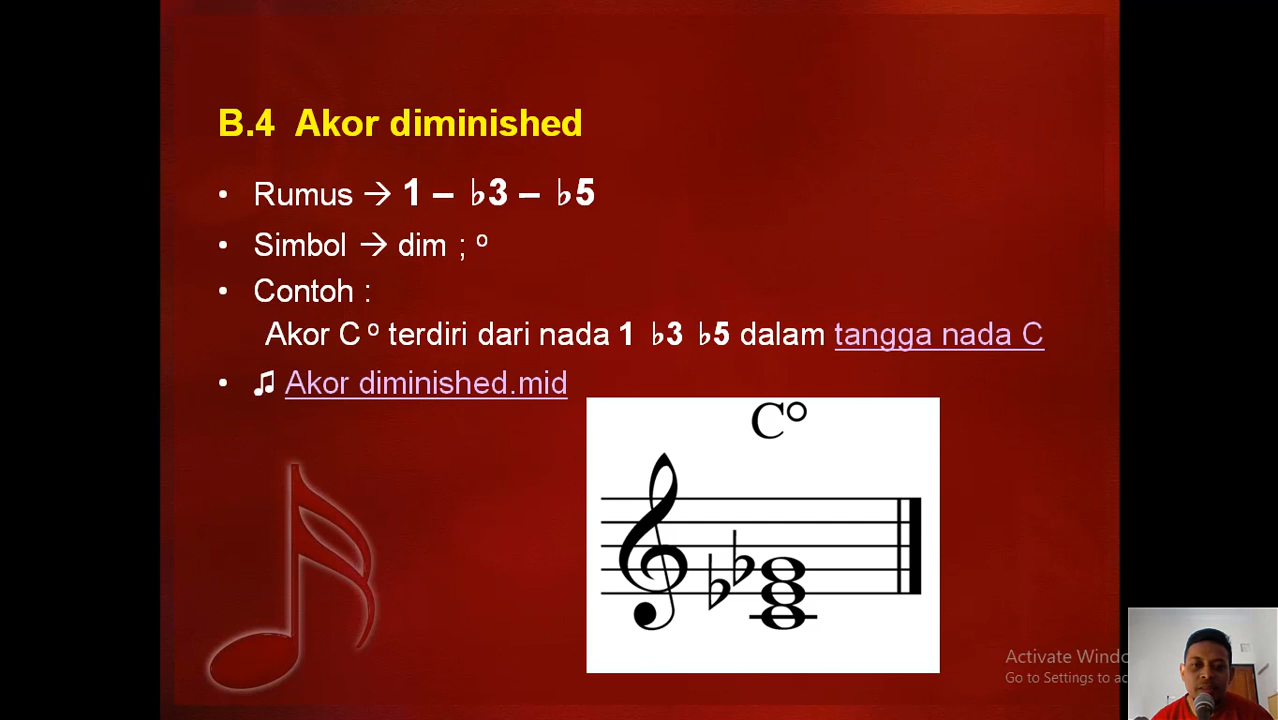 B.4 Akor diminished
• Rumus → 1 – ♭3 – ♭5
• Simbol → dim ; º
• Contoh :
Akor C º terdiri dari nada 1 ♭3 ♭5 dalam tangga nada C
• ♫ Akor diminished.mid
C°
Activate Windo
Go to Settings to ac